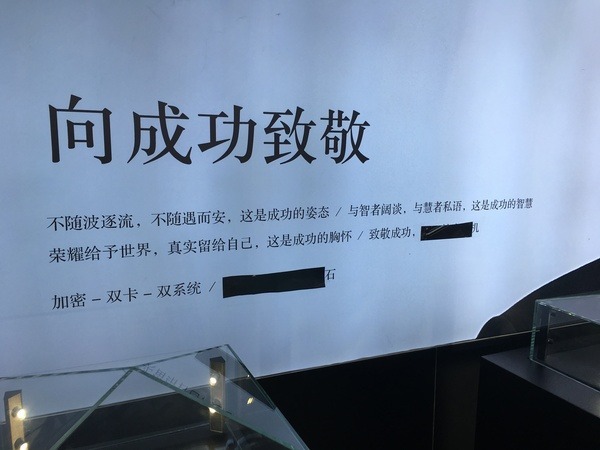 向成功致敬
不随波逐流，不随遇而安，这是成功的姿态 / 与智者阔谈，与慧者私语，这是成功的智慧
荣耀给予世界，真实留给自己，这是成功的胸怀 / 致敬成功，机
加密 – 双卡 – 双系统 / 石